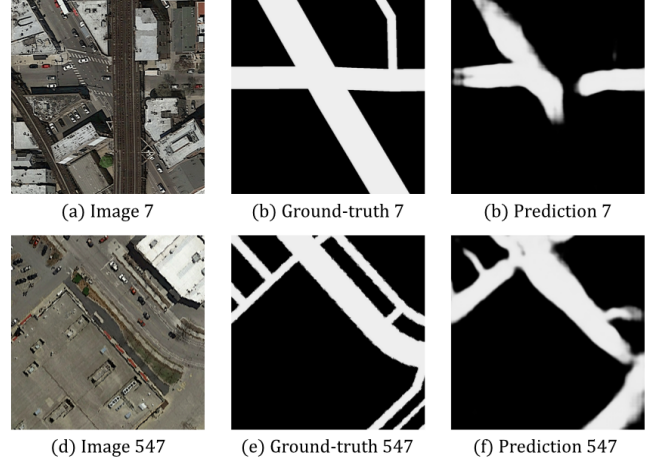 (a) Image 7
(b) Ground-truth 7
(b) Prediction 7
(d) Image 547
(e) Ground-truth 547
(f) Prediction 547